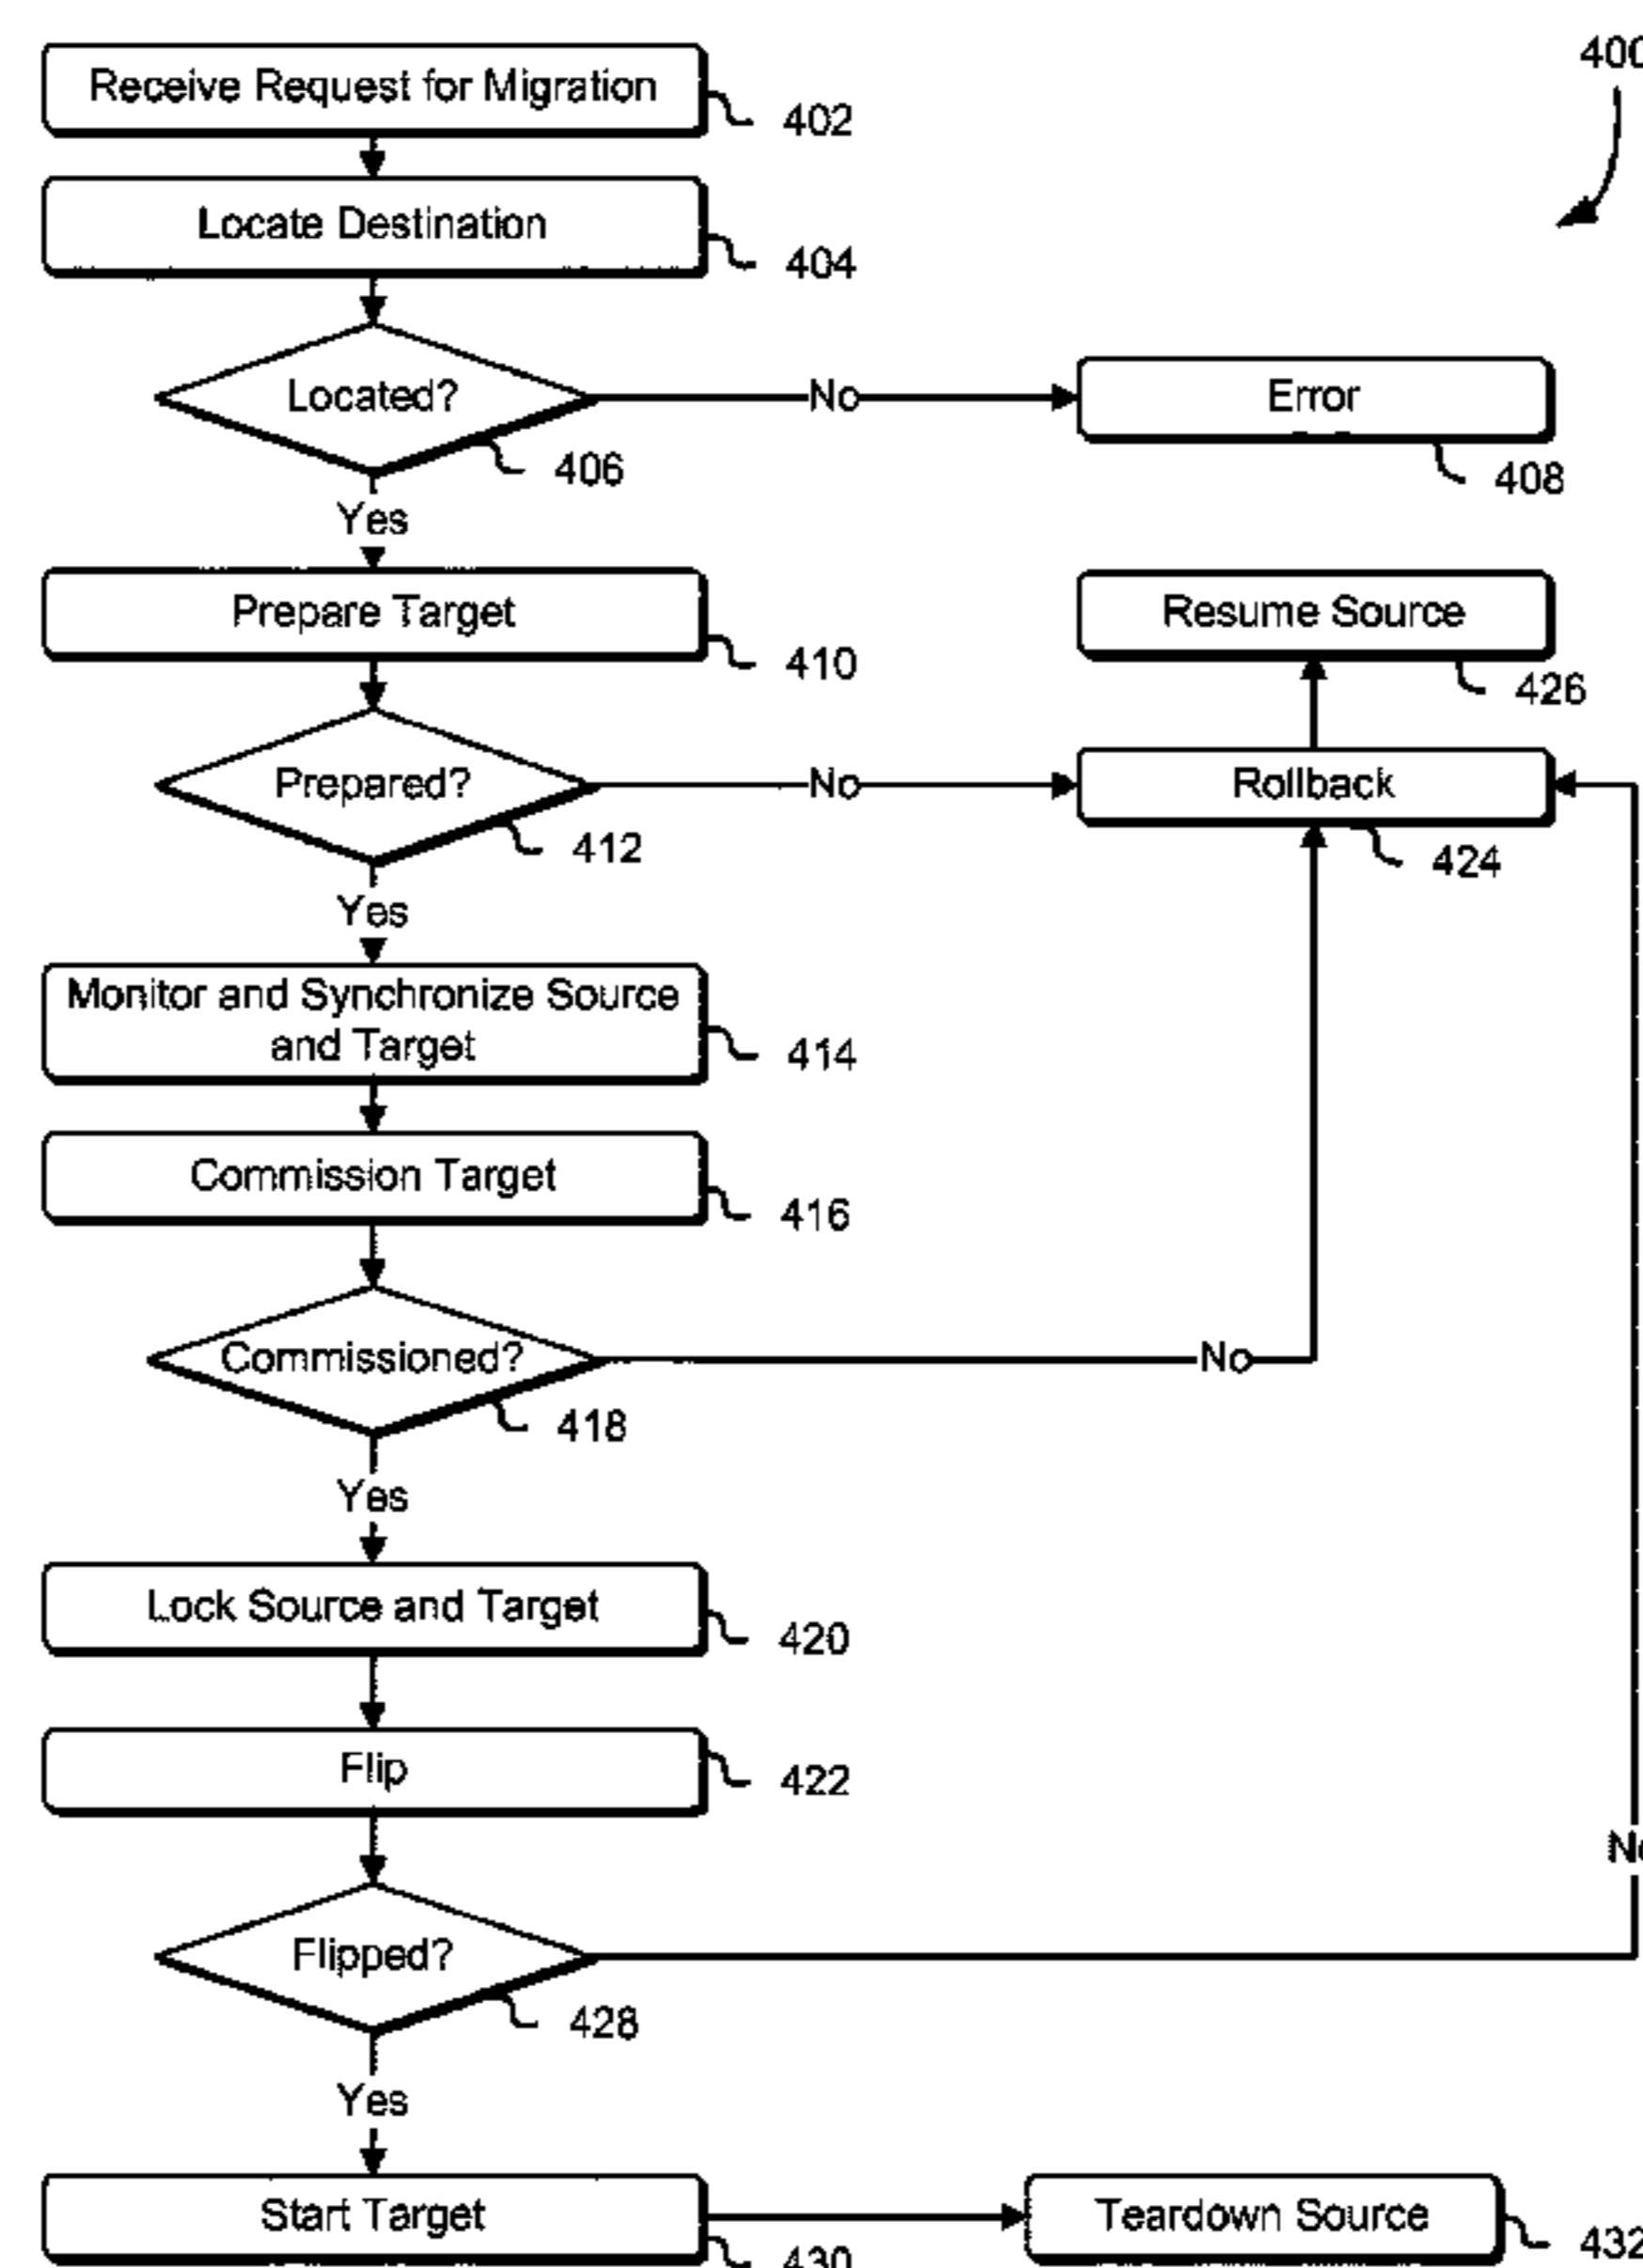 400
Receive Request for Migration
402
Locate Destination
404
Located?
No
Error
406
408
Yes
Prepare Target
410
Resume Source
426
Prepared?
No
Rollback
412
424
Yes
Monitor and Synchronize Source
and Target
414
Commission Target
416
Commissioned?
No
418
Yes
Lock Source and Target
420
Flip
422
No
Flipped?
428
Yes
Start Target
430
Teardown Source
432